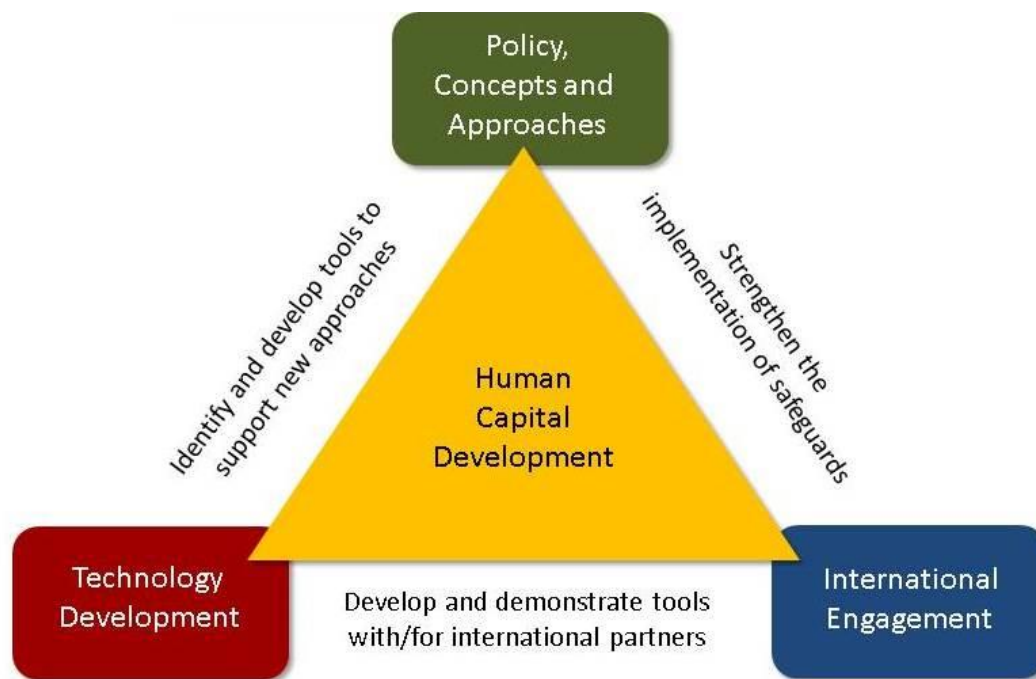 Policy,
Concepts and
Approaches
Identify and develop tools to
support new approaches
Strengthen the
implementation of safeguards
Human
Capital
Development
Technology
Development
Develop and demonstrate tools
with/for international partners
International
Engagement